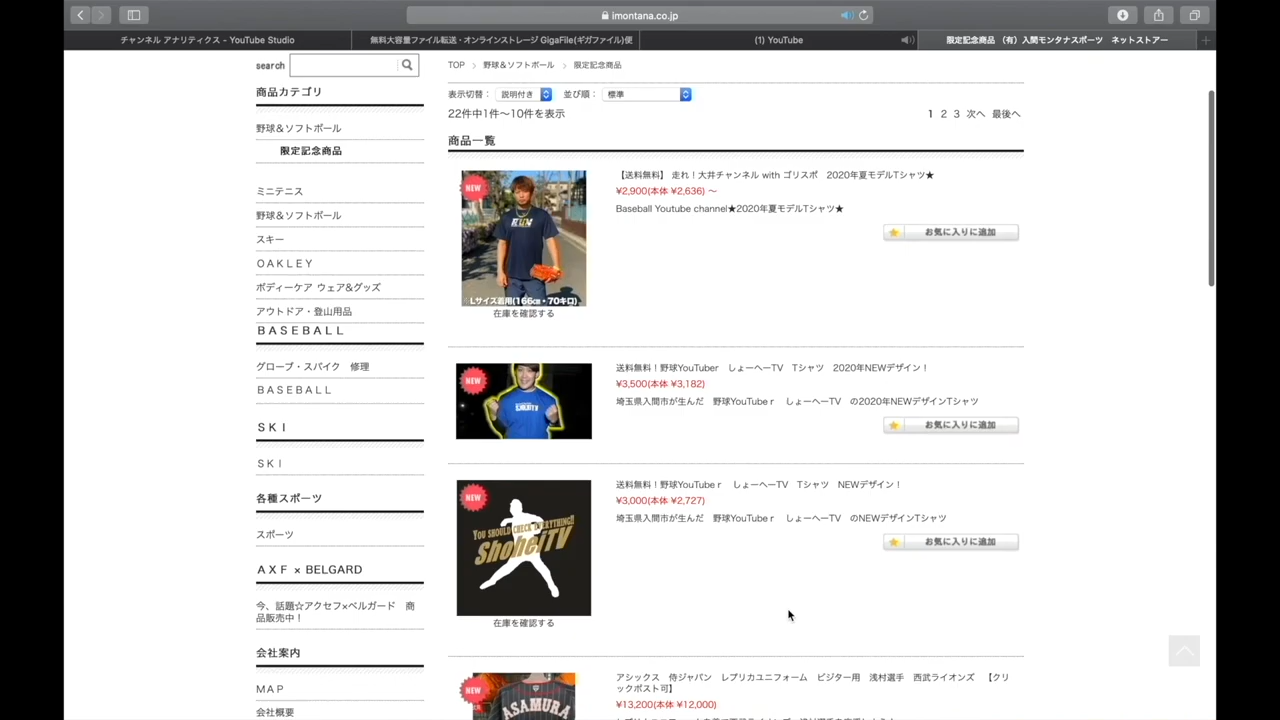 imontana.co.jp
チャンネル アナリティクス - YouTube Studio
無料大容量ファイル転送・オンラインストレージ GigaFile(ギガファイル)便
(1) YouTube
限定記念商品 (有)入間モンタナスポーツ ネットストアー
search
TOP > 野球&ソフトボール > 限定記念商品
商品カテゴリ
野球&ソフトボール
限定記念商品
ミニテニス
野球&ソフトボール
スキー
OAKLEY
ボディーケア ウェア&グッズ
アウトドア・登山用品
BASEBALL
グローブ・スパイク 修理
BASEBALL
SKI
SKI
各種スポーツ
スポーツ
AXF × BELGARD
今、話題☆アクセフ×ベルガード 商
品販売中!
会社案内
MAP
会社概要
表示切替: 説明付き 並び順: 標準
22件中1件~10件を表示
1 2 3 次へ 最後へ
商品一覧
NEW
Lサイズ着用(166㎝・70キロ)
在庫を確認する
【送料無料】 走れ!大井チャンネル with ゴリスポ 2020年夏モデルTシャツ★
¥2,900(本体 ¥2,636) ~
Baseball Youtube channel★2020年夏モデルTシャツ★
お気に入りに追加
NEW
送料無料!野球YouTuber しょーへーTV Tシャツ 2020年NEWデザイン!
¥3,500(本体 ¥3,182)
埼玉県入間市が生んだ 野球YouTubeｒ しょーへーTV の2020年NEWデザインTシャツ
お気に入りに追加
NEW
YOU SHOULD CHECK EVERYTHING!!
ShoheiTV
在庫を確認する
送料無料!野球YouTubeｒ しょーへーTV Tシャツ NEWデザイン!
¥3,000(本体 ¥2,727)
埼玉県入間市が生んだ 野球YouTubeｒ しょーへーTV のNEWデザインTシャツ
お気に入りに追加
NEW
ASAMURA
アシックス 侍ジャパン レプリカユニフォーム ビジター用 浅村選手 西武ライオンズ 【クリ
ックポスト可】
¥13,200(本体 ¥12,000)